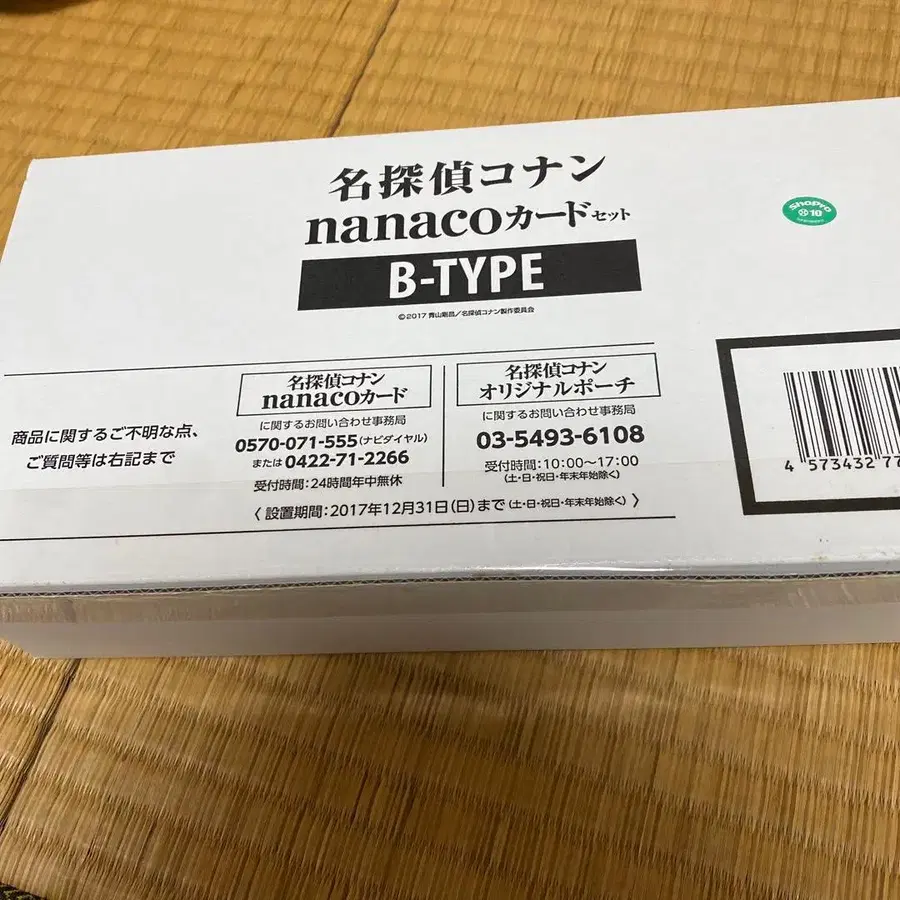 名探偵コナン
nanacoカードセット
B-TYPE
©2017 青山剛昌/名探偵コナン製作委員会
Shopro
10
商品に関するご不明な点、
ご質問等は右記まで
名探偵コナン
nanacoカード
に関するお問い合わせ事務局
0570-071-555(ナビダイヤル)
または 0422-71-2266
受付時間:24時間年中無休
名探偵コナン
オリジナルポーチ
に関するお問い合わせ事務局
03-5493-6108
受付時間:10:00〜17:00
(土・日・祝日・年末年始除く)
〈 設置期間:2017年12月31日(日)まで (土・日・祝日・年末年始除く) 〉
4 573432 77